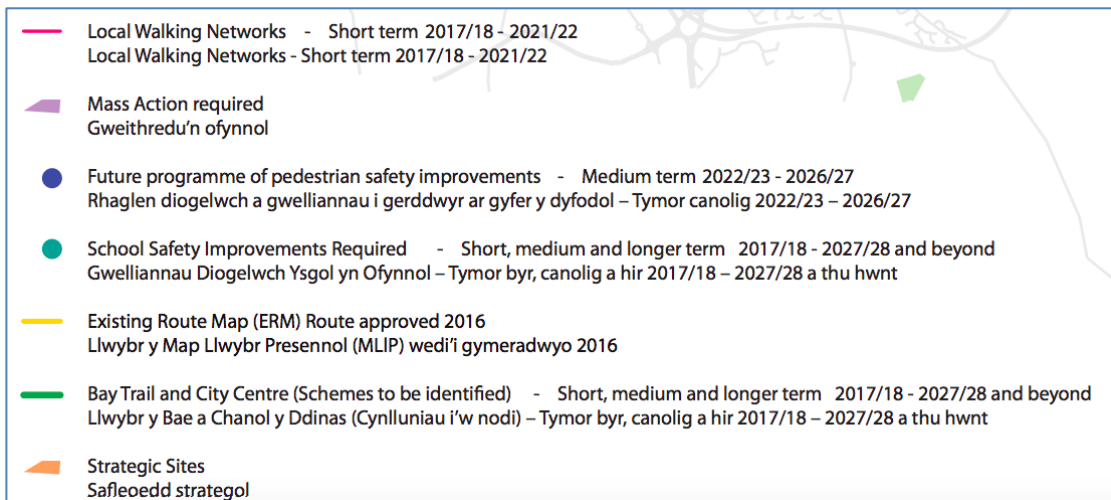 Local Walking Networks - Short term 2017/18 - 2021/22
Local Walking Networks - Short term 2017/18 - 2021/22
Mass Action required
Gweithredu'n ofynnol
Future programme of pedestrian safety improvements - Medium term 2022/23 - 2026/27
Rhaglen diogelwch a gwelliannau i gerddwyr ar gyfer y dyfodol – Tymor canolig 2022/23 – 2026/27
School Safety Improvements Required - Short, medium and longer term 2017/18 - 2027/28 and beyond
Gwelliannau Diogelwch Ysgol yn Ofynnol – Tymor byr, canolig a hir 2017/18 – 2027/28 a thu hwnt
Existing Route Map (ERM) Route approved 2016
Llwybr y Map Llwybr Presennol (MLIP) wedi'i gymeradwyo 2016
Bay Trail and City Centre (Schemes to be identified) - Short, medium and longer term 2017/18 - 2027/28 and beyond
Llwybr y Bae a Chanol y Ddinas (Cynlluniau i'w nodi) – Tymor byr, canolig a hir 2017/18 – 2027/28 a thu hwnt
Strategic Sites
Safleoedd strategol